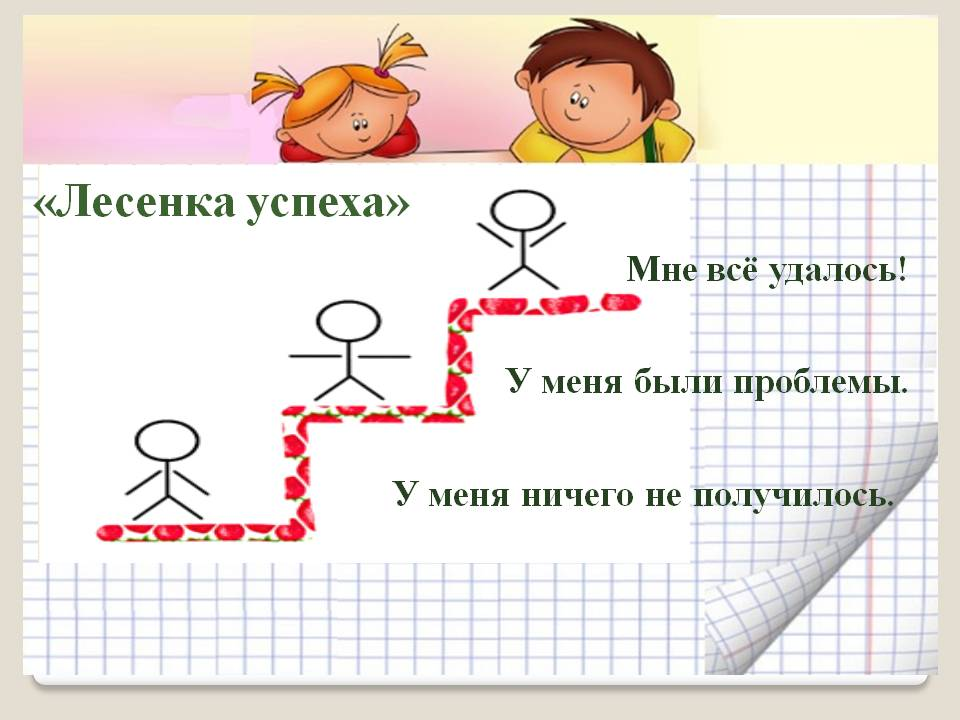 «Лесенка успеха»
Мне всё удалось!
У меня были проблемы.
У меня ничего не получилось.